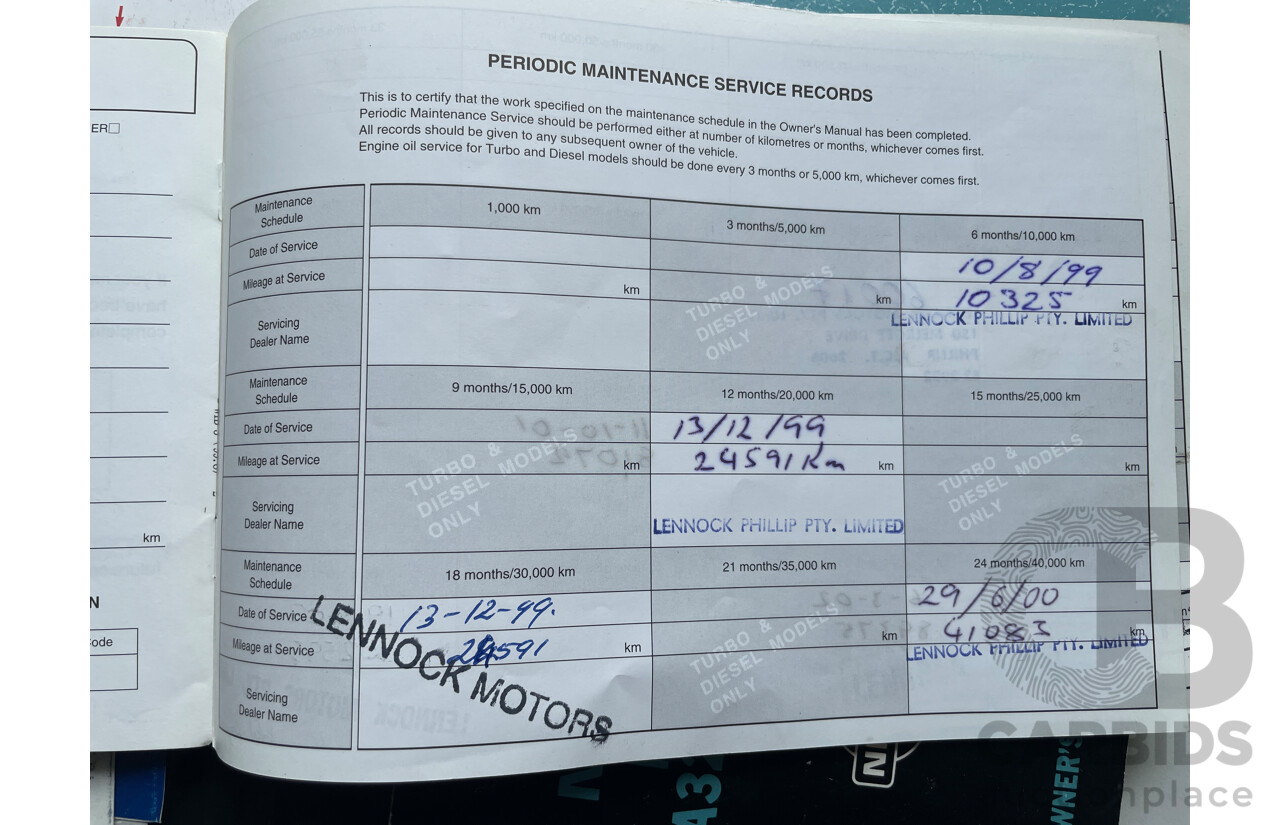 PERIODIC MAINTENANCE SERVICE RECORDS
This is to certify that the work specified on the maintenance schedule in the Owner's Manual has been completed.
Periodic Maintenance Service should be performed either at number of kilometres or months, whichever comes first.
All records should be given to any subsequent owner of the vehicle.
Engine oil service for Turbo and Diesel models should be done every 3 months or 5,000 km, whichever comes first.
Maintenance Schedule 1,000 km 3 months/5,000 km 6 months/10,000 km
Date of Service 10/8/99
Mileage at Service km km 10325 km
TURBO & DIESEL MODELS ONLY
Servicing Dealer Name LENNOCK PHILLIP PTY. LIMITED
Maintenance Schedule 9 months/15,000 km 12 months/20,000 km 15 months/25,000 km
Date of Service 13/12/99
Mileage at Service km 24591 Km km km
TURBO & DIESEL MODELS ONLY TURBO & DIESEL MODELS ONLY
Servicing Dealer Name LENNOCK PHILLIP PTY. LIMITED
Maintenance Schedule 18 months/30,000 km 21 months/35,000 km 24 months/40,000 km
Date of Service 13-12-99. 29/6/00
Mileage at Service 24591 km km 41083 km
TURBO & DIESEL MODELS ONLY
Servicing Dealer Name LENNOCK MOTORS LENNOCK PHILLIP PTY. LIMITED
ER
km
N
ode
A32
WNER'S
CARBIDS